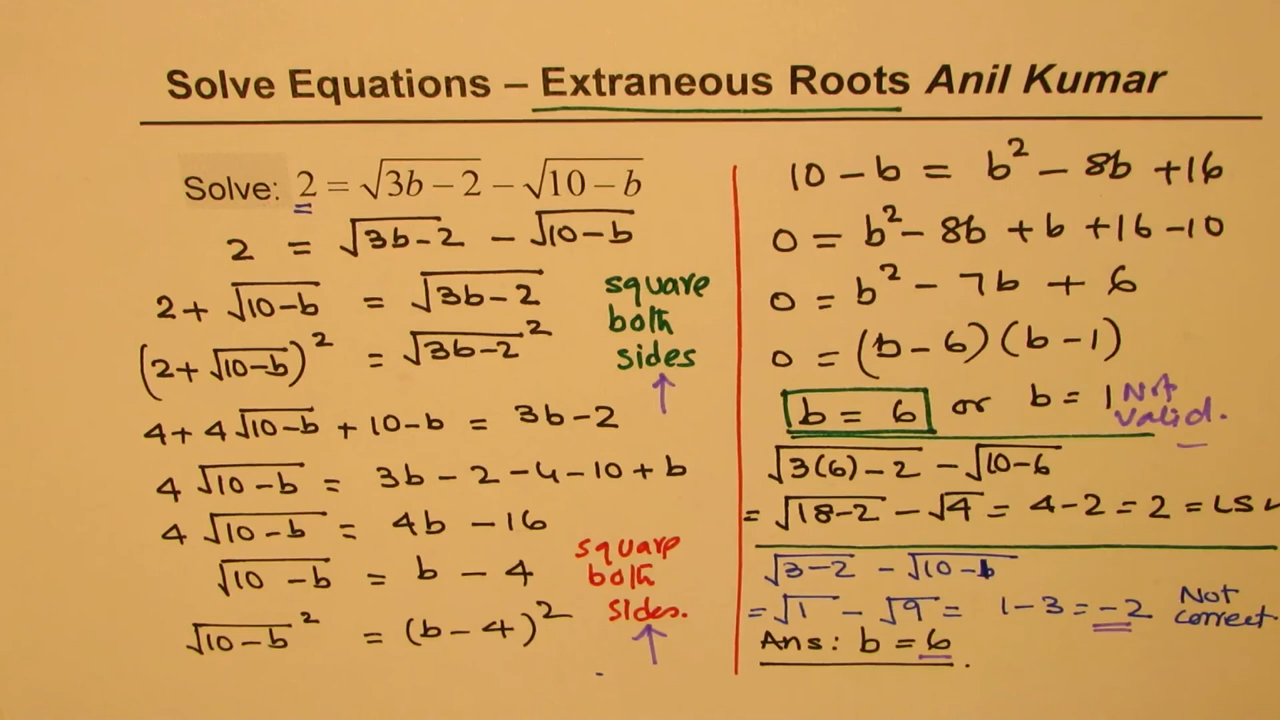 Solve Equations – Extraneous Roots Anil Kumar
Solve: 2 = √(3b – 2) – √(10 – b)
2 = √(3b-2) - √(10-b)
2 + √(10-b) = √(3b-2)
square both sides
(2+√(10-b))² = √(3b-2)²
4 + 4√(10-b) + 10-b = 3b-2
4√(10-b) = 3b - 2 - 4 - 10 + b
4√(10-b) = 4b - 16
√(10-b) = b - 4
square both sides.
√(10-b)² = (b-4)²
10 - b = b² - 8b + 16
0 = b² - 8b + b + 16 - 10
0 = b² - 7b + 6
0 = (b-6)(b-1)
b = 6 or b = 1 Not valid.
√(3(6)-2) - √(10-6)
= √(18-2) - √4 = 4-2 = 2 = LS ✓
√(3-2) - √(10-1)
= √1 - √9 = 1-3 = -2 Not correct
Ans: b = 6.